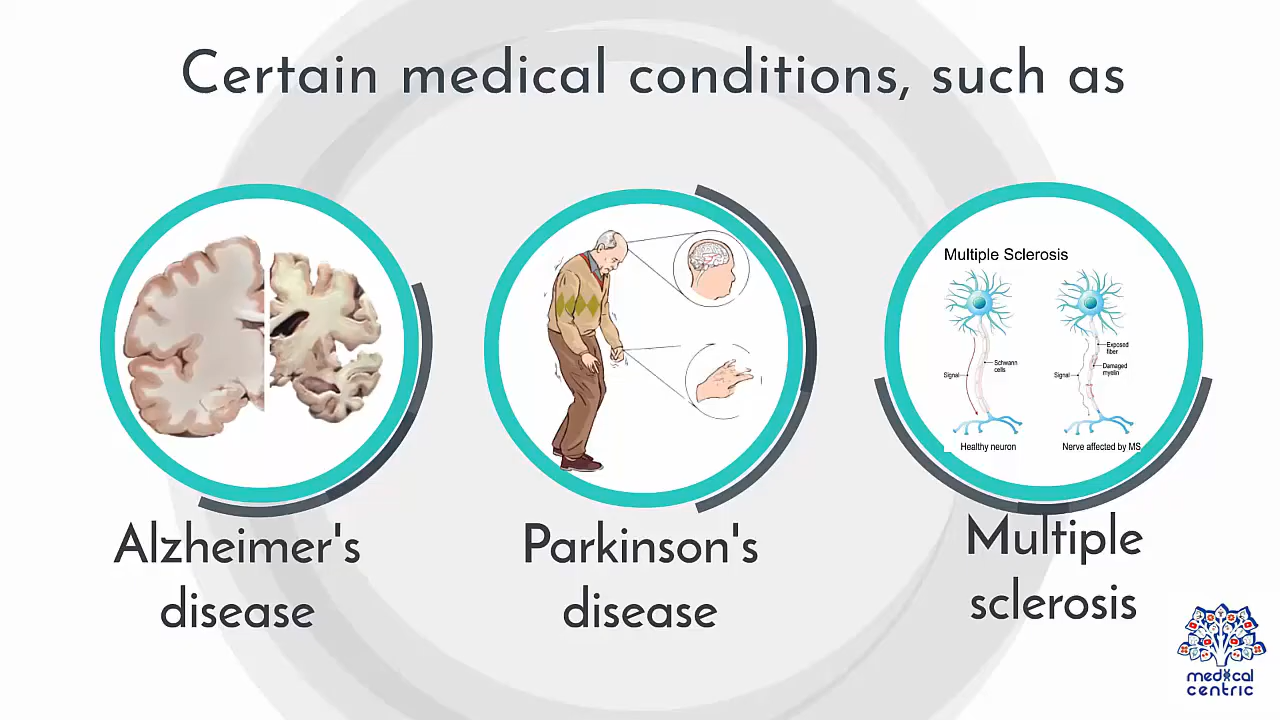 Certain medical conditions, such as
Multiple Sclerosis
Exposed
fiber
Schwann
cells
Damaged
myelin
Signal
Signal
Healthy neuron
Nerve affected by MS
Alzheimer's
disease
Parkinson's
disease
Multiple
sclerosis
medical
centric